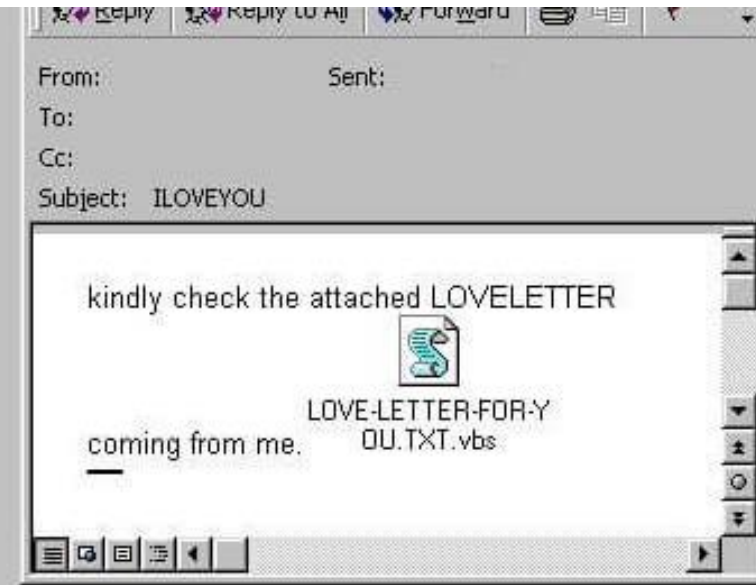 Reply Reply to All Forward
From: Sent:
To:
Cc:
Subject: ILOVEYOU
kindly check the attached LOVELETTER
LOVE-LETTER-FOR-Y
OU.TXT.vbs
coming from me.